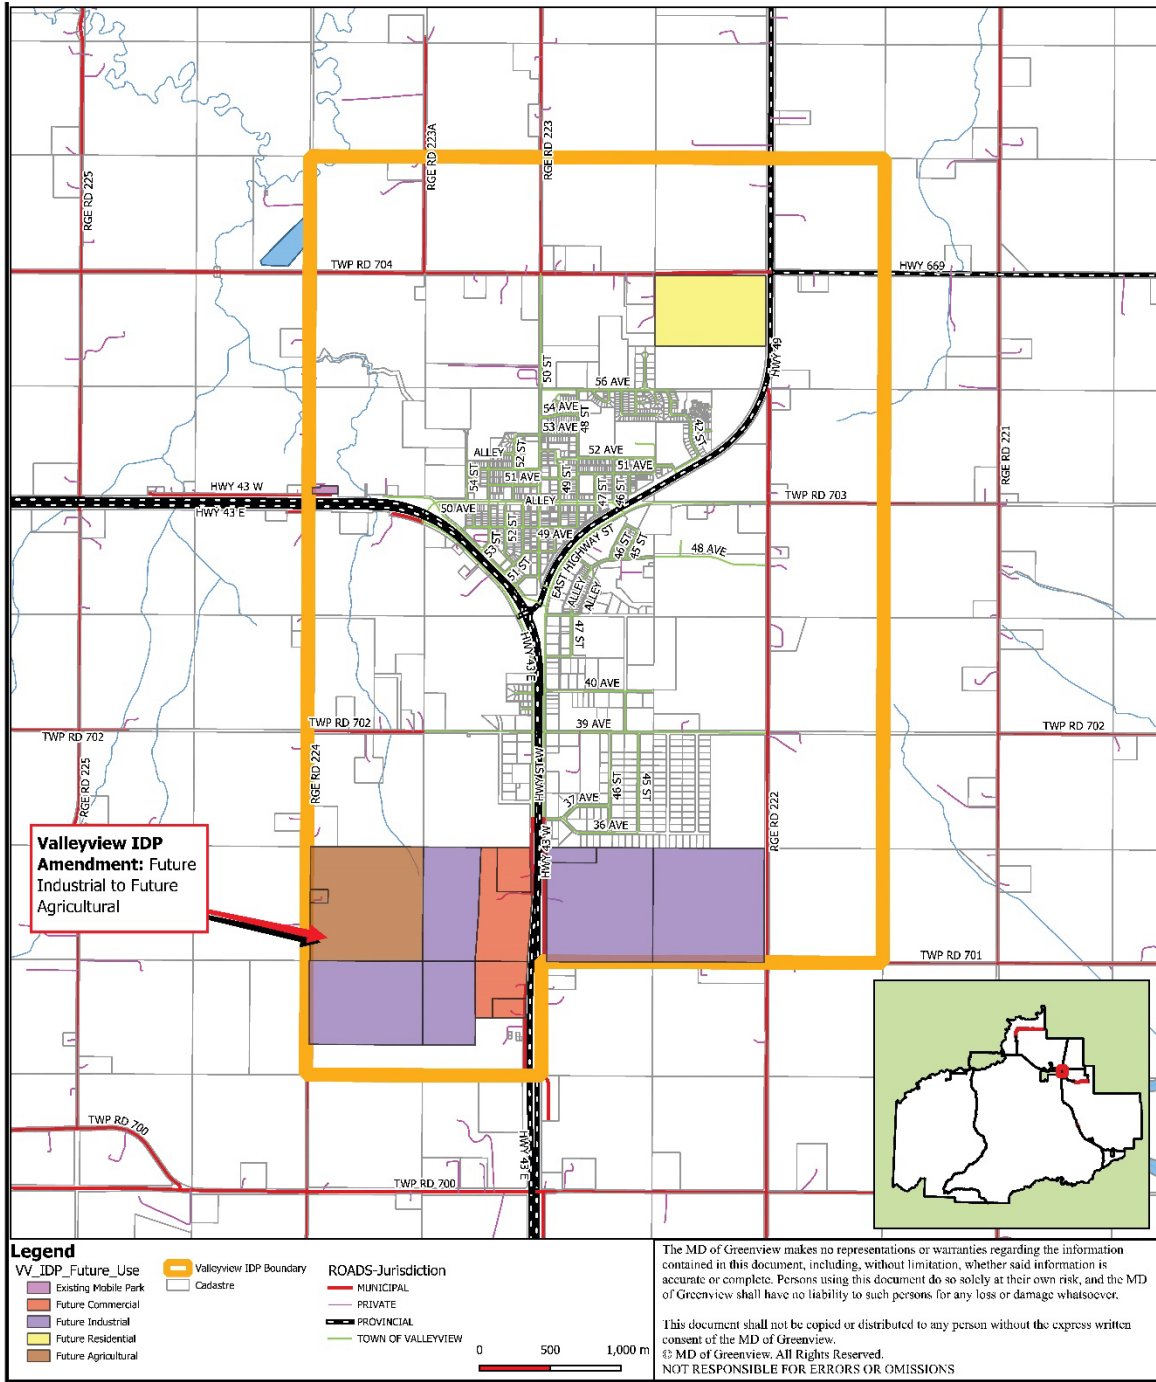 RGE RD 225
RGE RD 223A
RGE RD 223
TWP RD 704
HWY 669
HWY 49
50 ST
56 AVE
54 AVE
48 ST
53 AVE
42 ST
ALLEY
52 ST
52 AVE
54 ST
51 AVE
49 ST
51 AVE
47 ST
46 ST
RGE RD 221
HWY 43 W
HWY 43 E
50 AVE
ALLEY
TWP RD 703
53 ST
52 ST
49 AVE
51 ST
EAST HIGHWAY ST
46 ST
45 ST
48 AVE
ALLEY
ALLEY
47 ST
HWY 43 E
40 AVE
TWP RD 702
TWP RD 702
39 AVE
TWP RD 702
RGE RD 225
RGE RD 224
HWY ST W
46 ST
45 ST
37 AVE
36 AVE
RGE RD 222
HWY 43 W
Valleyview IDP
Amendment: Future
Industrial to Future
Agricultural
TWP RD 701
TWP RD 700
HWY 43 E
TWP RD 700
Legend
VV_IDP_Future_Use
Existing Mobile Park
Future Commercial
Future Industrial
Future Residential
Future Agricultural
Valleyview IDP Boundary
Cadastre
ROADS-Jurisdiction
MUNICIPAL
PRIVATE
PROVINCIAL
TOWN OF VALLEYVIEW
0 500 1,000 m
The MD of Greenview makes no representations or warranties regarding the information
contained in this document, including, without limitation, whether said information is
accurate or complete. Persons using this document do so solely at their own risk, and the MD
of Greenview shall have no liability to such persons for any loss or damage whatsoever.
This document shall not be copied or distributed to any person without the express written
consent of the MD of Greenview.
© MD of Greenview. All Rights Reserved.
NOT RESPONSIBLE FOR ERRORS OR OMISSIONS